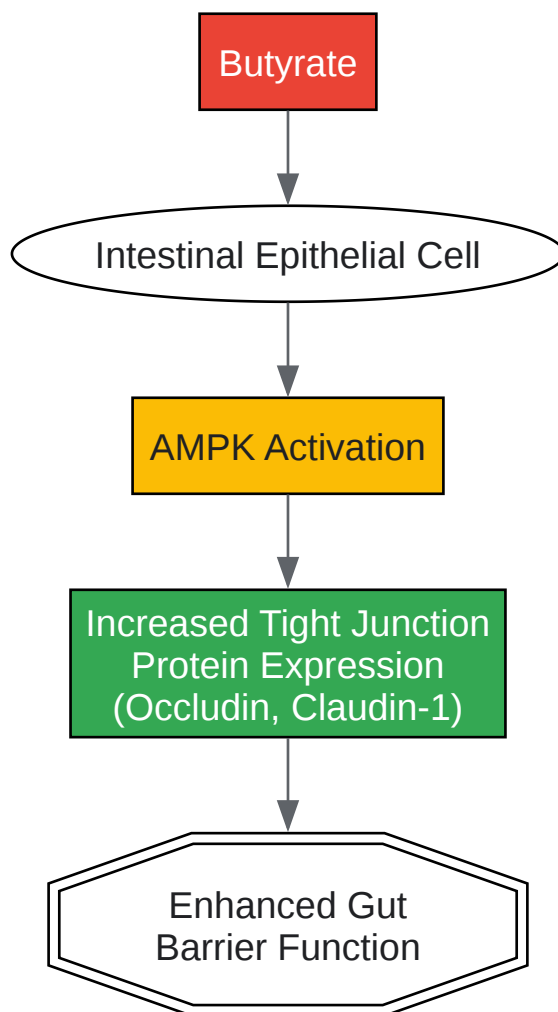 Butyrate
Intestinal Epithelial Cell
AMPK Activation
Increased Tight Junction
Protein Expression
(Occludin, Claudin-1)
Enhanced Gut
Barrier Function